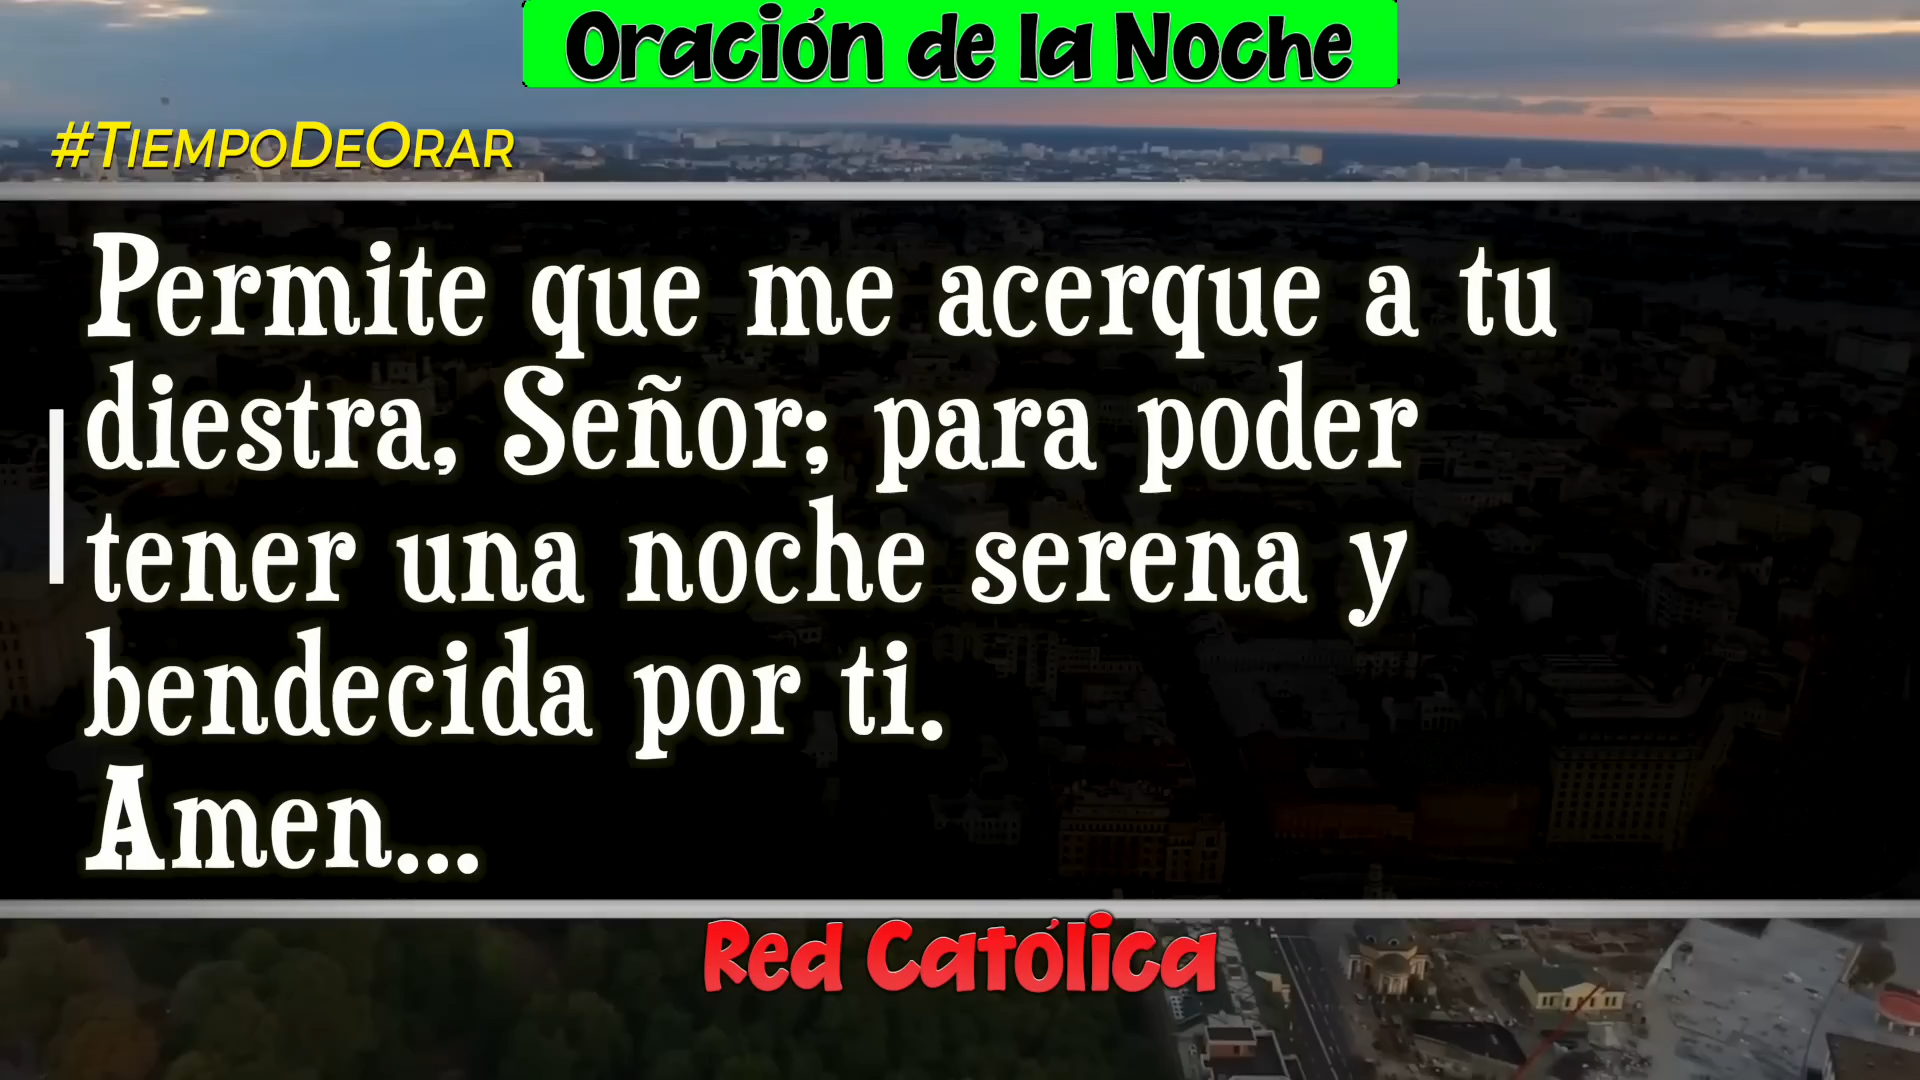 Oración de la Noche
#TiempoDeOrar
Permite que me acerque a tu
diestra, Señor; para poder
tener una noche serena y
bendecida por ti.
Amen...
Red Católica